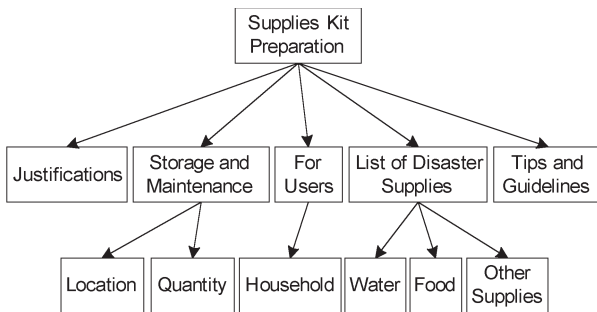 Supplies Kit
Preparation
Justifications
Storage and
Maintenance
For
Users
List of Disaster
Supplies
Tips and
Guidelines
Location
Quantity
Household
Water
Food
Other
Supplies